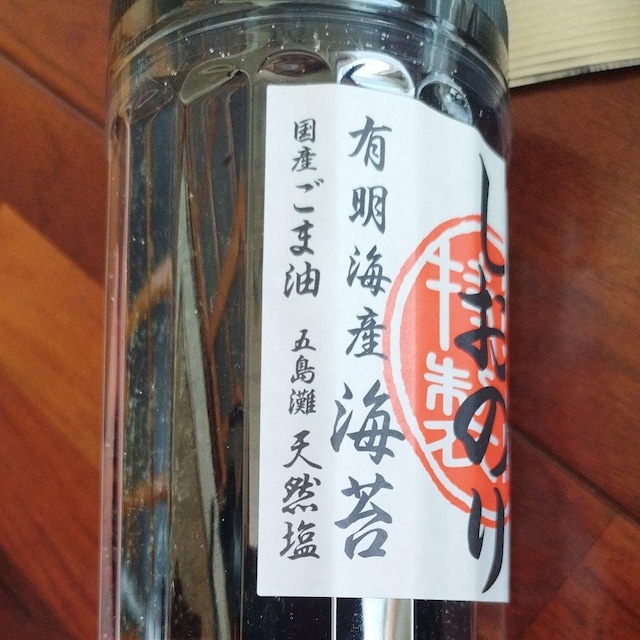 しおのり
特製
有明海産海苔
国産ごま油 五島灘天然塩